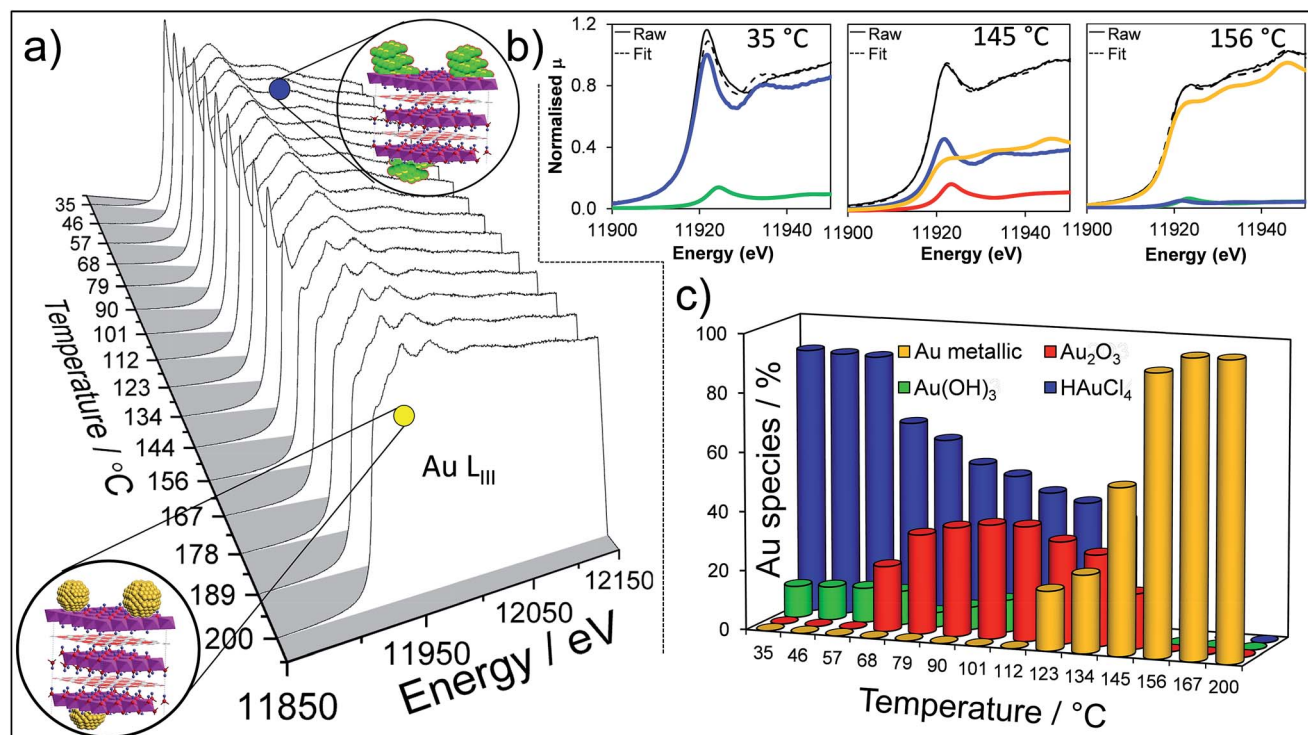 a)
35
46
57
68
79
90
101
112
123
134
144
156
167
178
189
200
Temperature / °C
Au LIII
11850
11950
12050
12150
Energy / eV
b)
Raw
Fit
35 °C
Normalised μ
1.2
0.8
0.4
0.0
11900 11920 11940
Energy (eV)
Raw
Fit
145 °C
11900 11920 11940
Energy (eV)
Raw
Fit
156 °C
11900 11920 11940
Energy (eV)
c)
Au species / %
100
80
60
40
20
0
Au metallic
Au2O3
Au(OH)3
HAuCl4
35 46 57 68 79 90 101 112 123 134 145 156 167 200
Temperature / °C